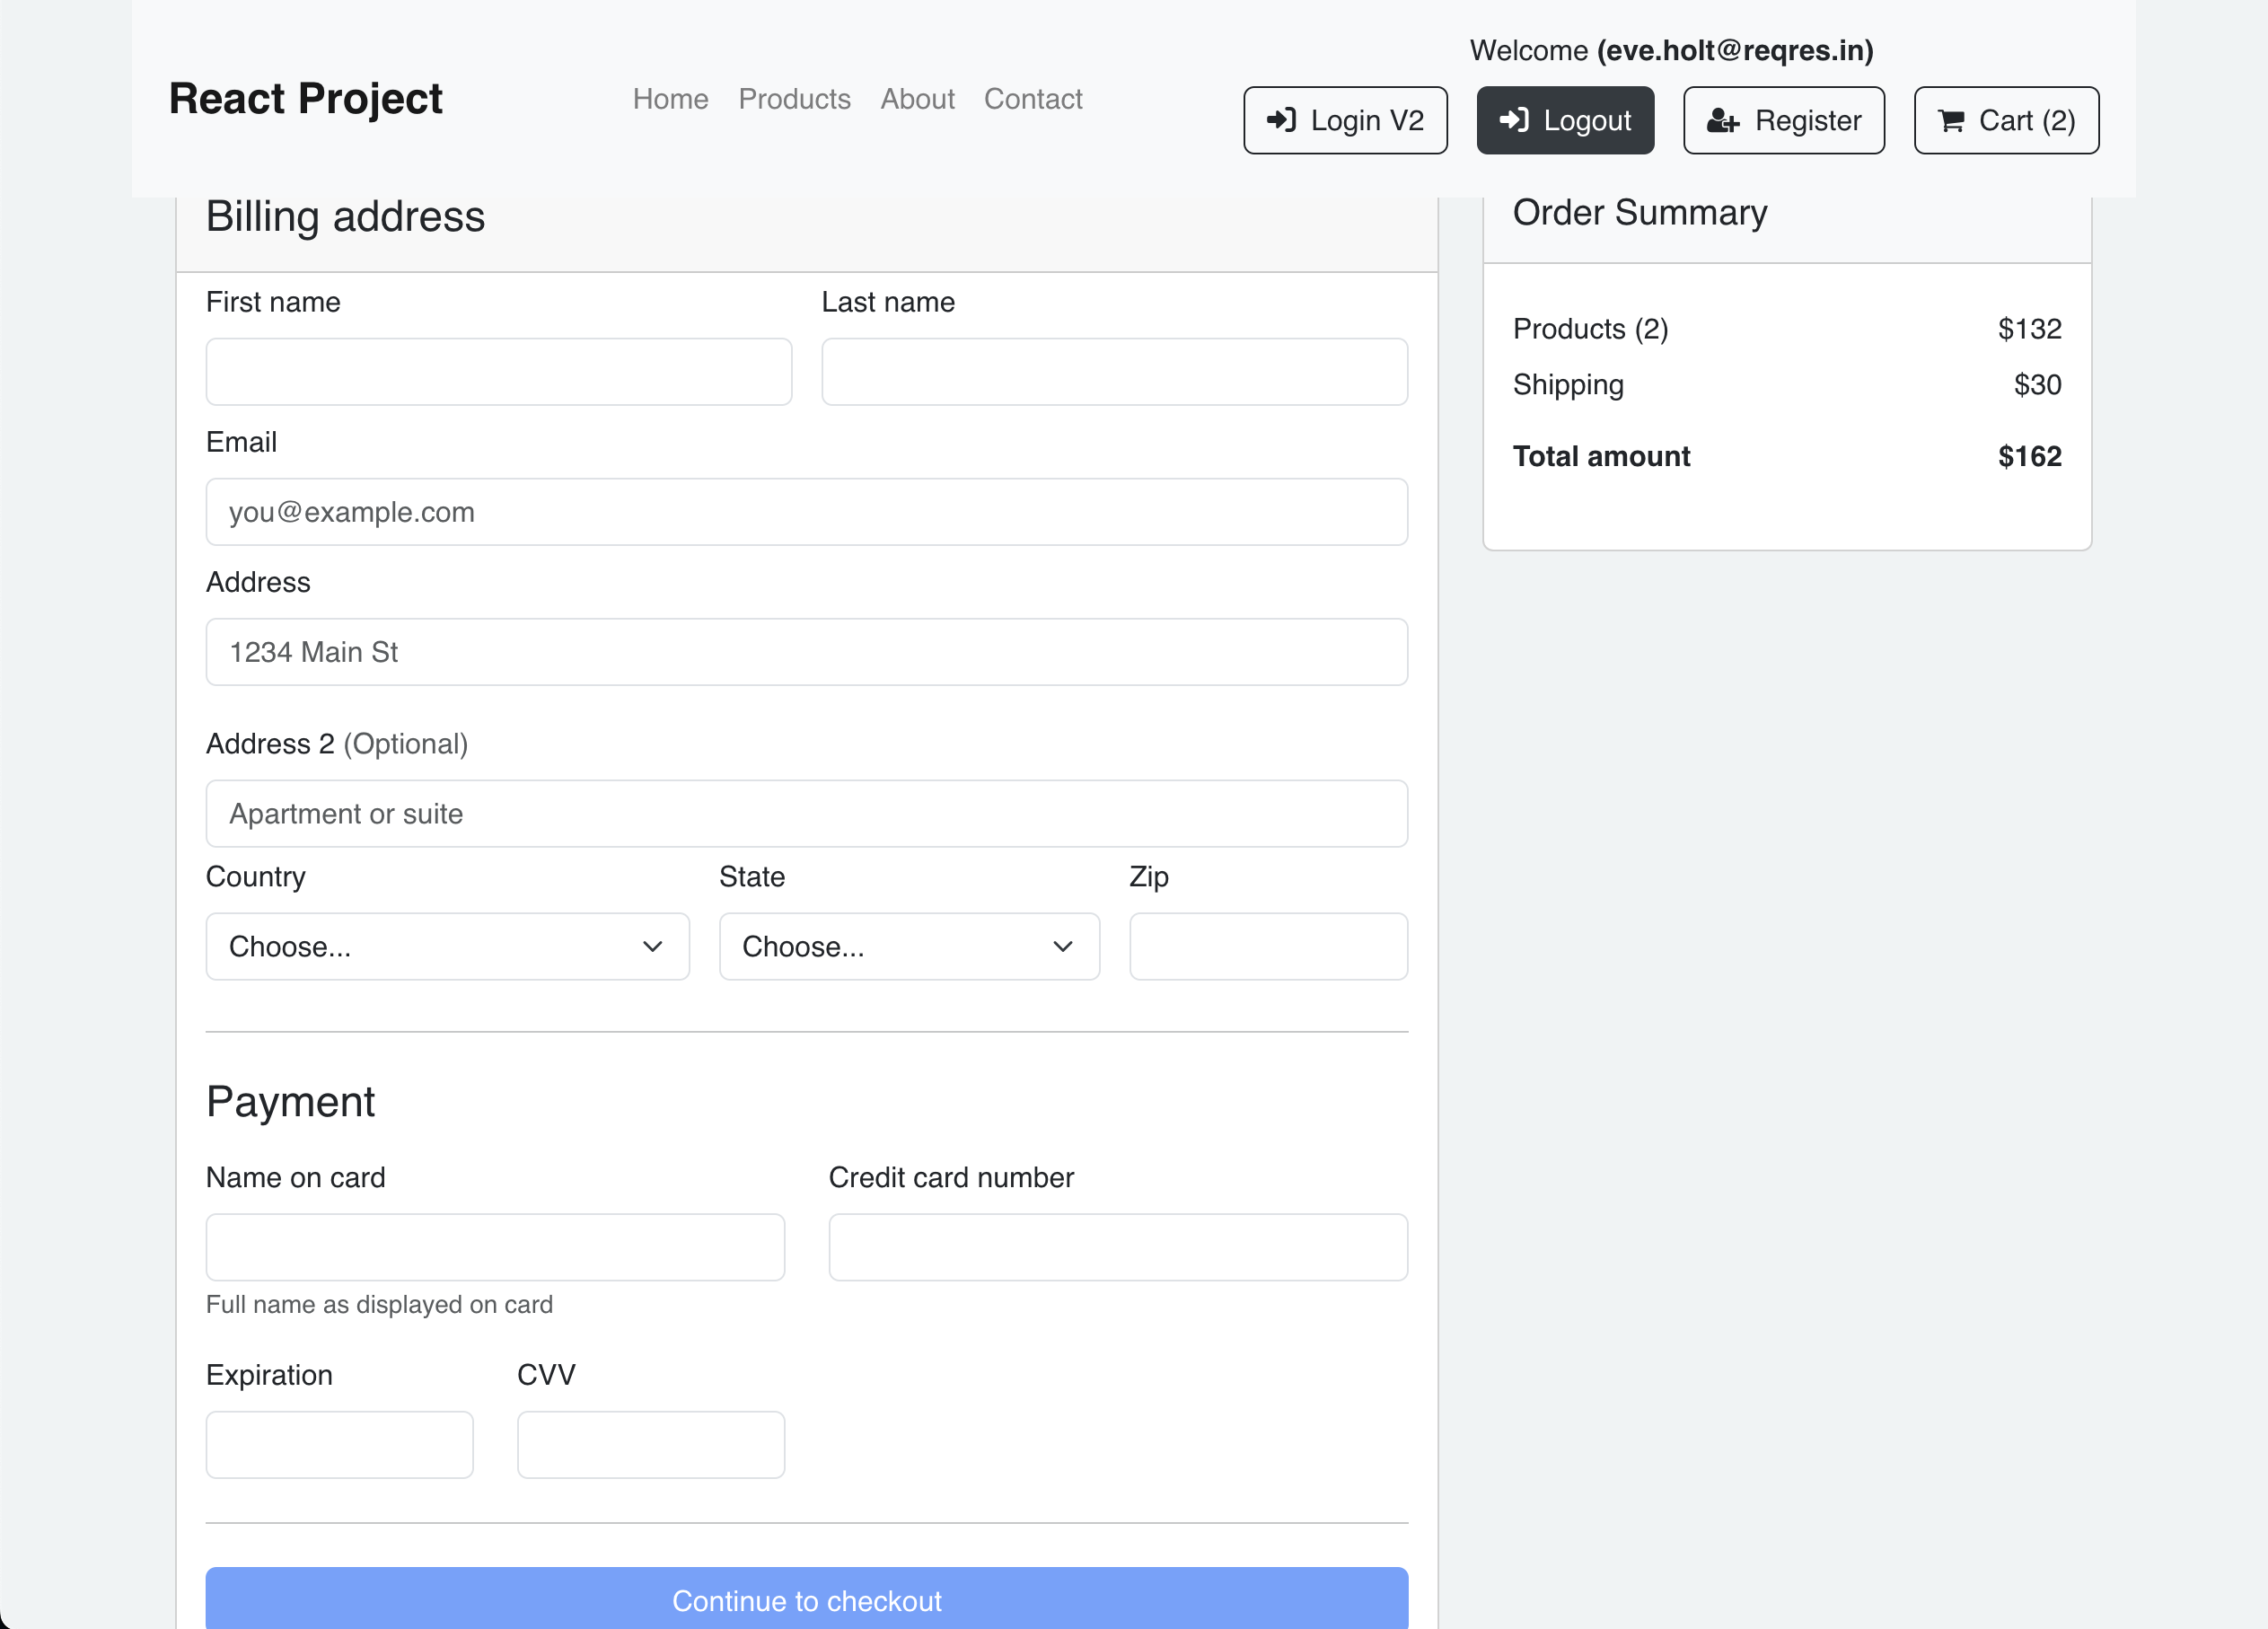 Welcome (eve.holt@reqres.in)
React Project
Home Products About Contact
Login V2 Logout Register Cart (2)
Billing address
First name Last name
Email
you@example.com
Address
1234 Main St
Address 2 (Optional)
Apartment or suite
Country State Zip
Choose... Choose...
Payment
Name on card Credit card number
Full name as displayed on card
Expiration CVV
Continue to checkout
Order Summary
Products (2) $132
Shipping $30
Total amount $162